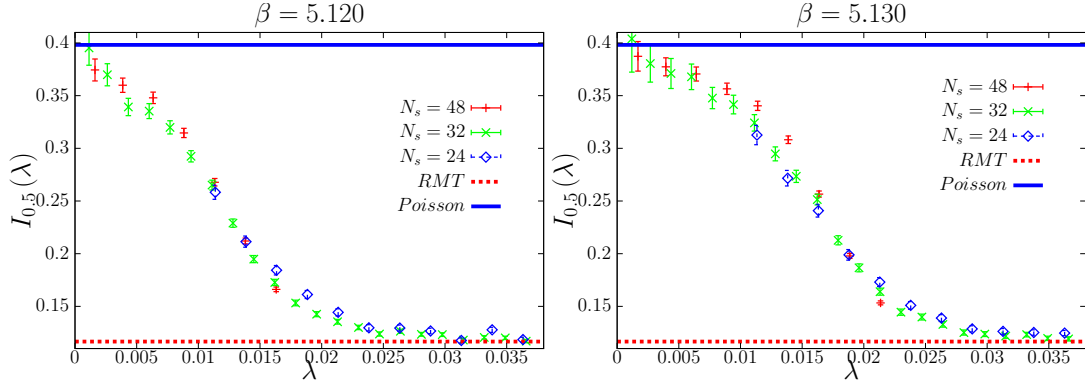 β = 5.120
I_{0.5}(λ)
0.4
0.35
0.3
0.25
0.2
0.15
0
0.005
0.01
0.015
0.02
0.025
0.03
0.035
λ
N_s = 48
N_s = 32
N_s = 24
RMT
Poisson
β = 5.130
I_{0.5}(λ)
0.4
0.35
0.3
0.25
0.2
0.15
0
0.005
0.01
0.015
0.02
0.025
0.03
0.035
λ
N_s = 48
N_s = 32
N_s = 24
RMT
Poisson